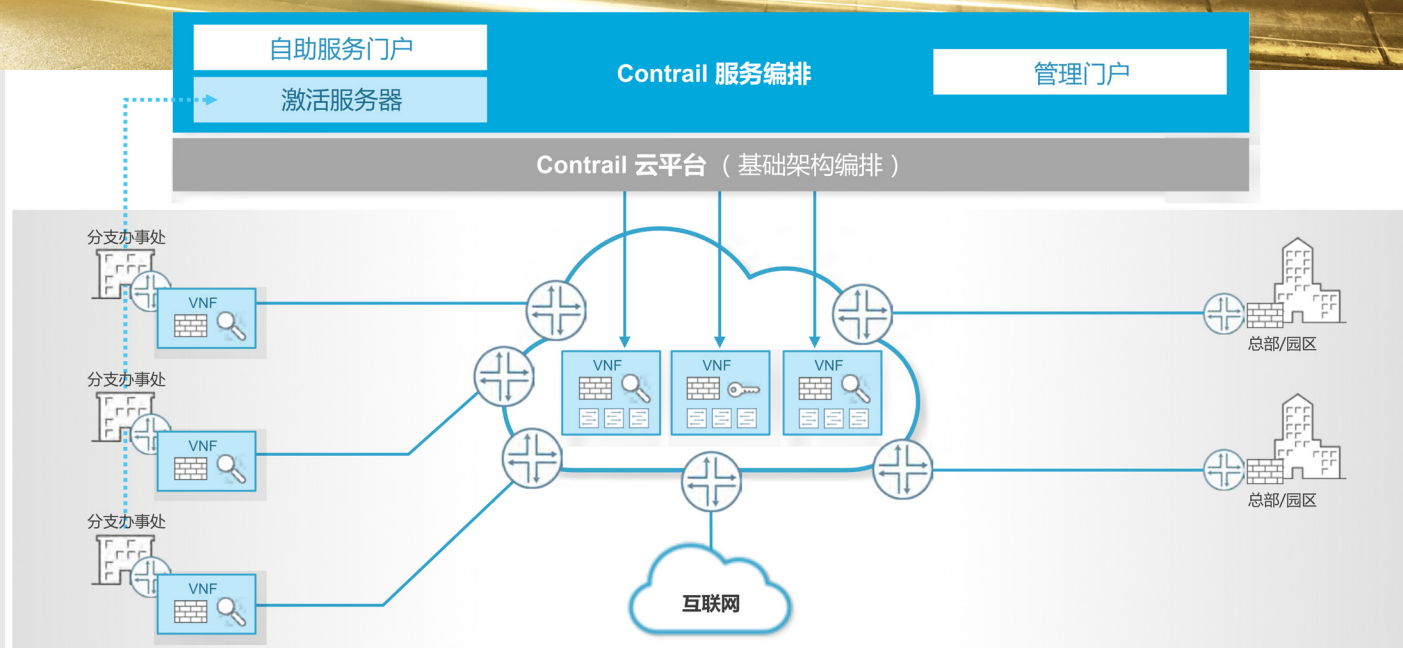 自助服务门户
激活服务器
Contrail 服务编排
管理门户
Contrail 云平台（基础架构编排）
分支办事处
VNF
分支办事处
VNF
分支办事处
VNF
VNF
VNF
VNF
互联网
总部/园区
总部/园区